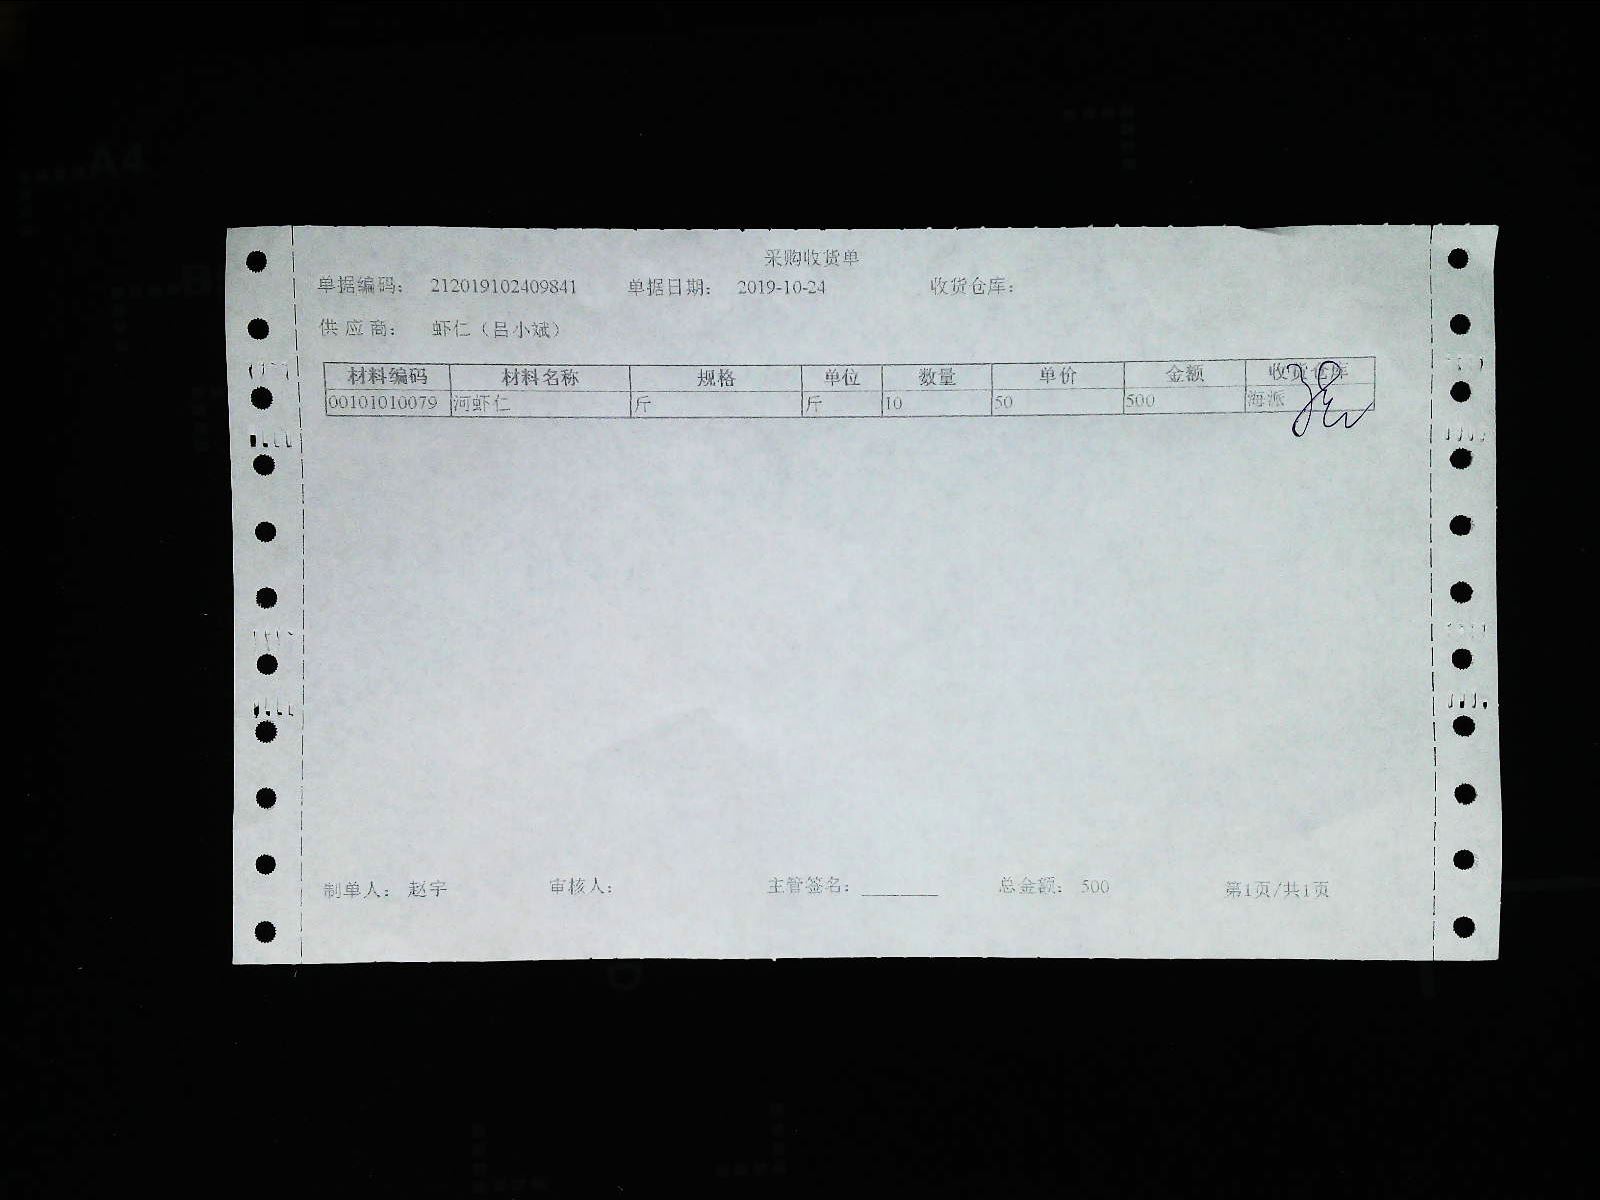 采购收货单
单据编码： 212019102409841 单据日期： 2019-10-24 收货仓库：
供应商： 虾仁（吕小斌）
材料编码 材料名称 规格 单位 数量 单价 金额 收货仓库
00101010079 河虾仁 斤 斤 10 50 500 海派
制单人： 赵宇 审核人： 主管签名：________ 总金额： 500 第1页/共1页